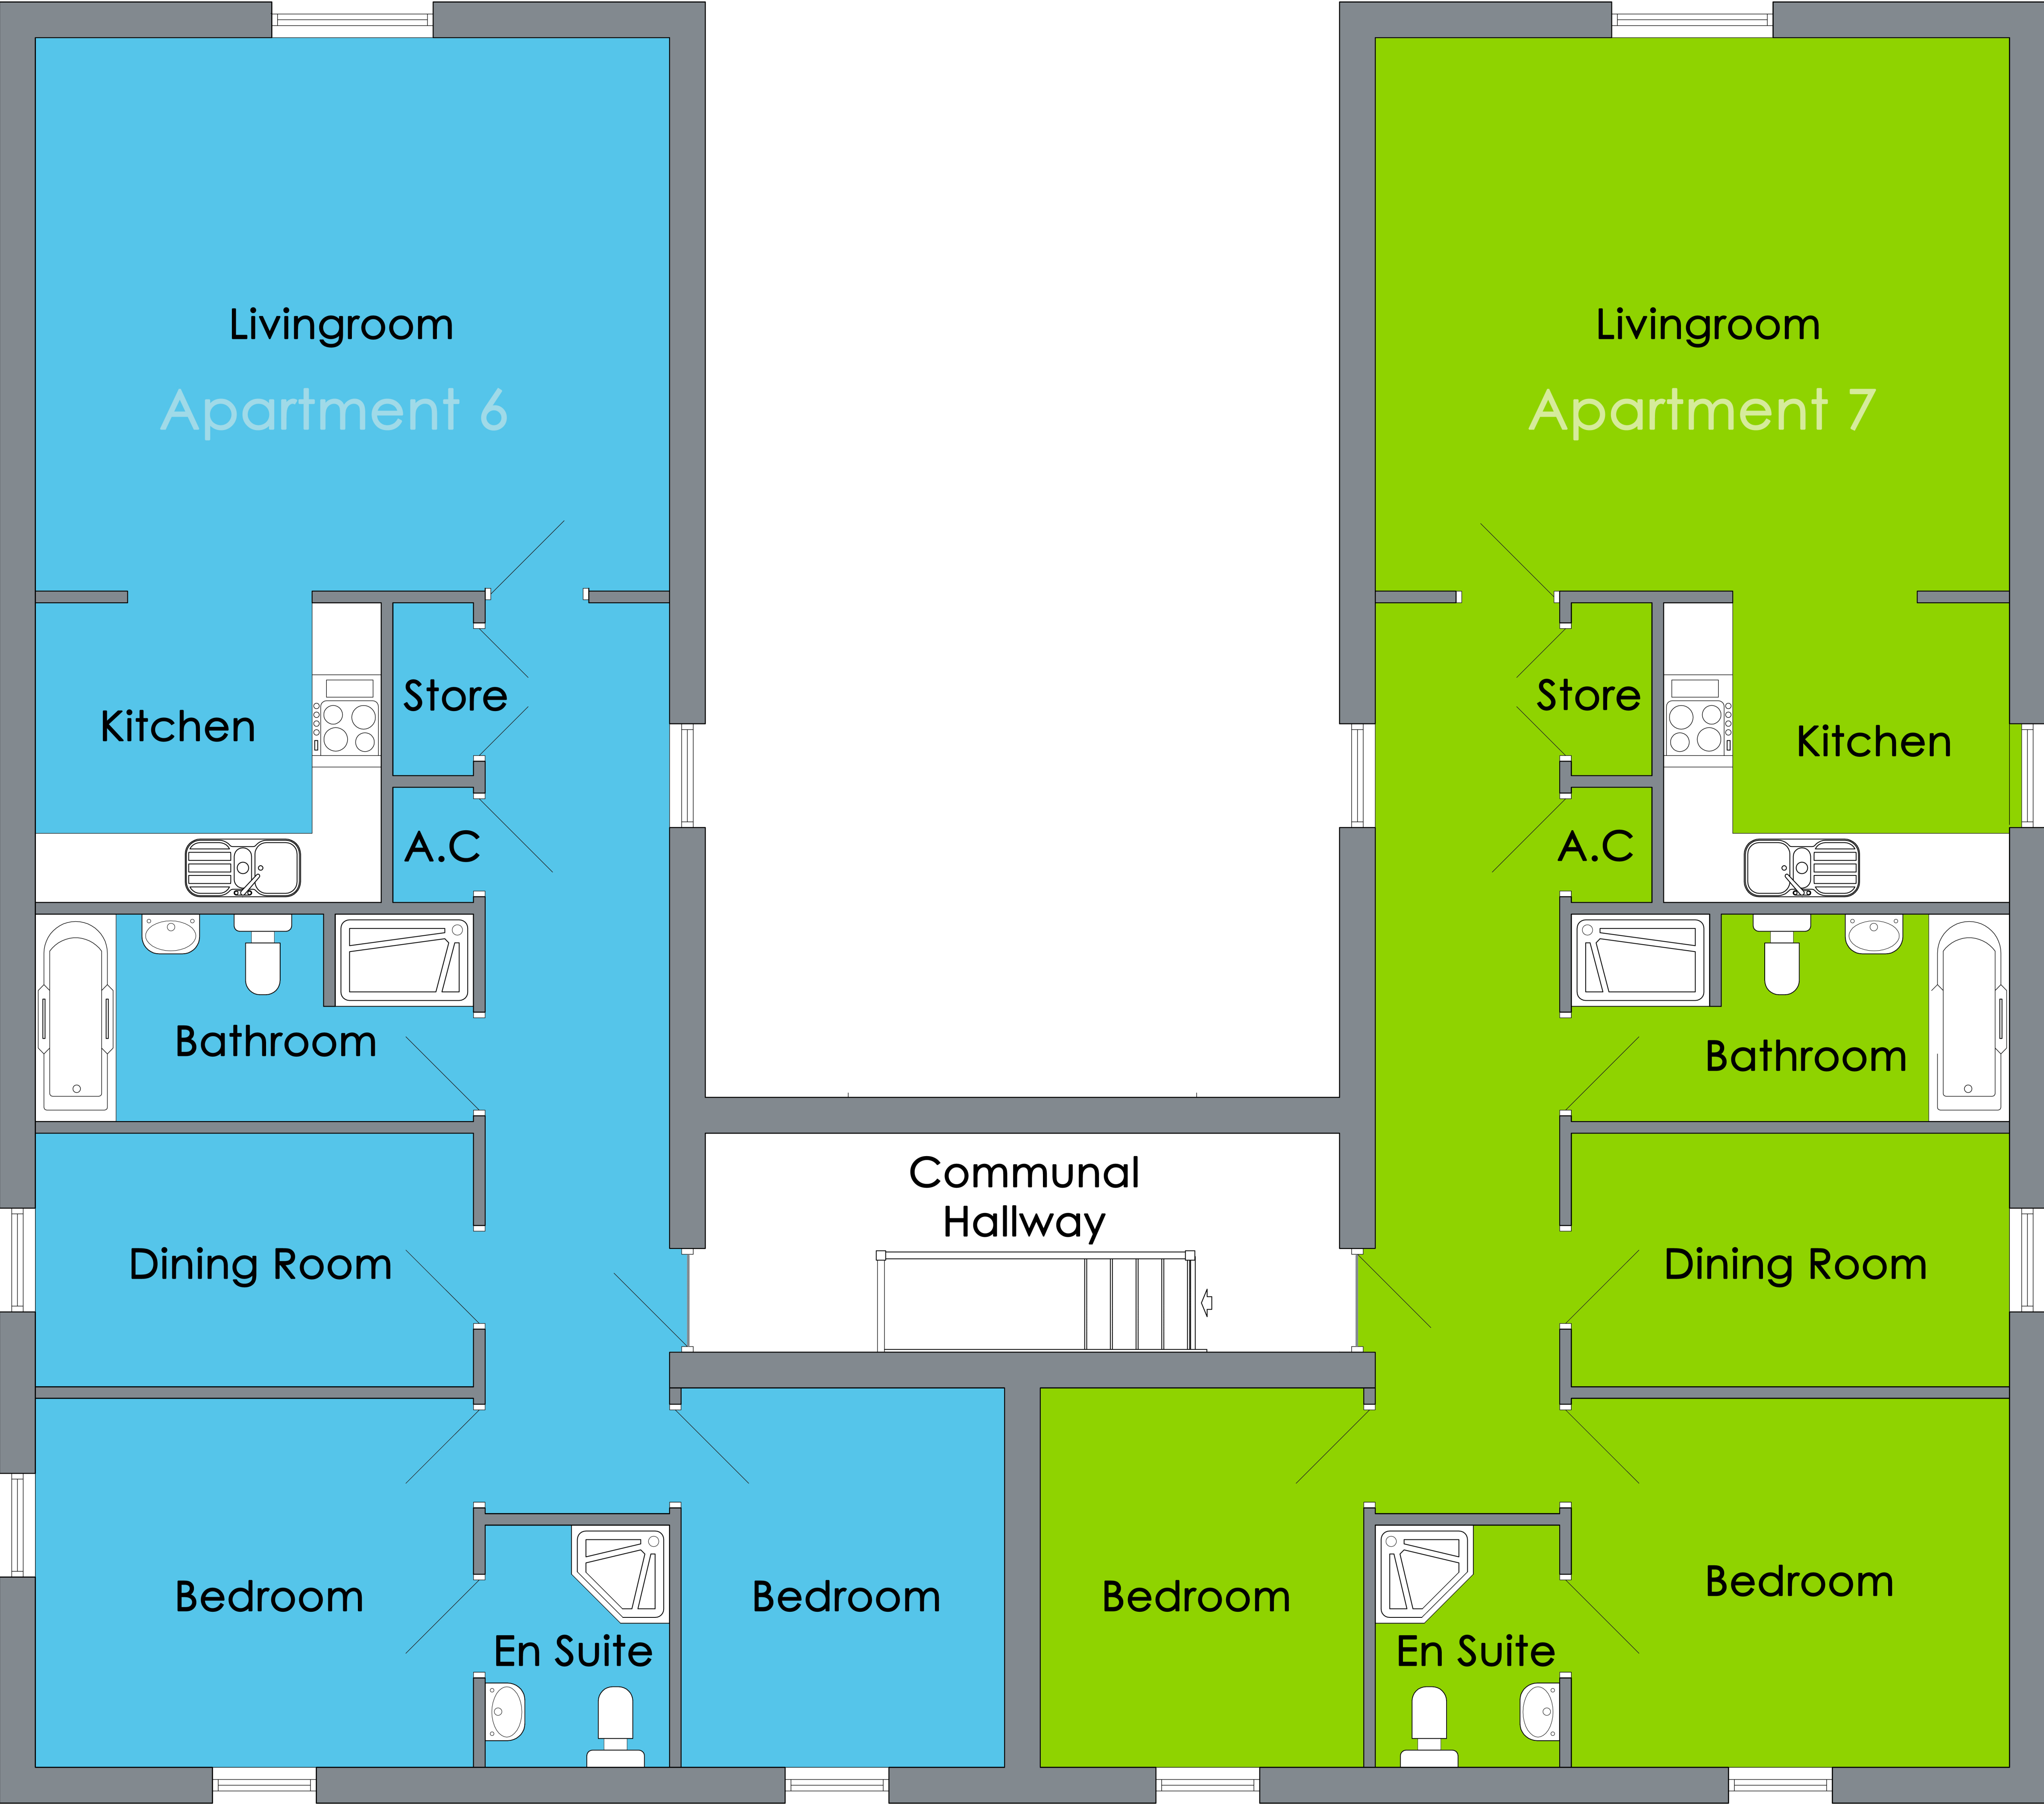 Livingroom
Apartment 6
Kitchen
Store
A.C
Bathroom
Dining Room
Bedroom
En Suite
Bedroom
Communal
Hallway
Livingroom
Apartment 7
Store
Kitchen
A.C
Bathroom
Dining Room
Bedroom
En Suite
Bedroom